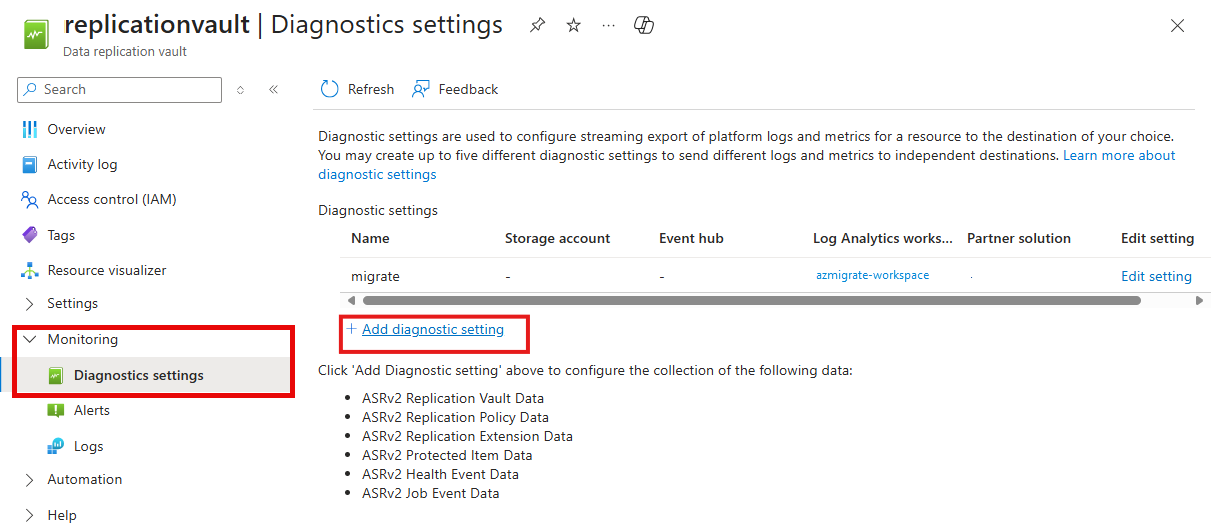 replicationvault | Diagnostics settings
Data replication vault
Search
Overview
Activity log
Access control (IAM)
Tags
Resource visualizer
Settings
Monitoring
Diagnostics settings
Alerts
Logs
Automation
Help
Refresh Feedback
Diagnostic settings are used to configure streaming export of platform logs and metrics for a resource to the destination of your choice.
You may create up to five different diagnostic settings to send different logs and metrics to independent destinations. Learn more about
diagnostic settings
Diagnostic settings
Name Storage account Event hub Log Analytics works... Partner solution Edit setting
migrate - - azmigrate-workspace - Edit setting
+ Add diagnostic setting
Click 'Add Diagnostic setting' above to configure the collection of the following data:
• ASRv2 Replication Vault Data
• ASRv2 Replication Policy Data
• ASRv2 Replication Extension Data
• ASRv2 Protected Item Data
• ASRv2 Health Event Data
• ASRv2 Job Event Data